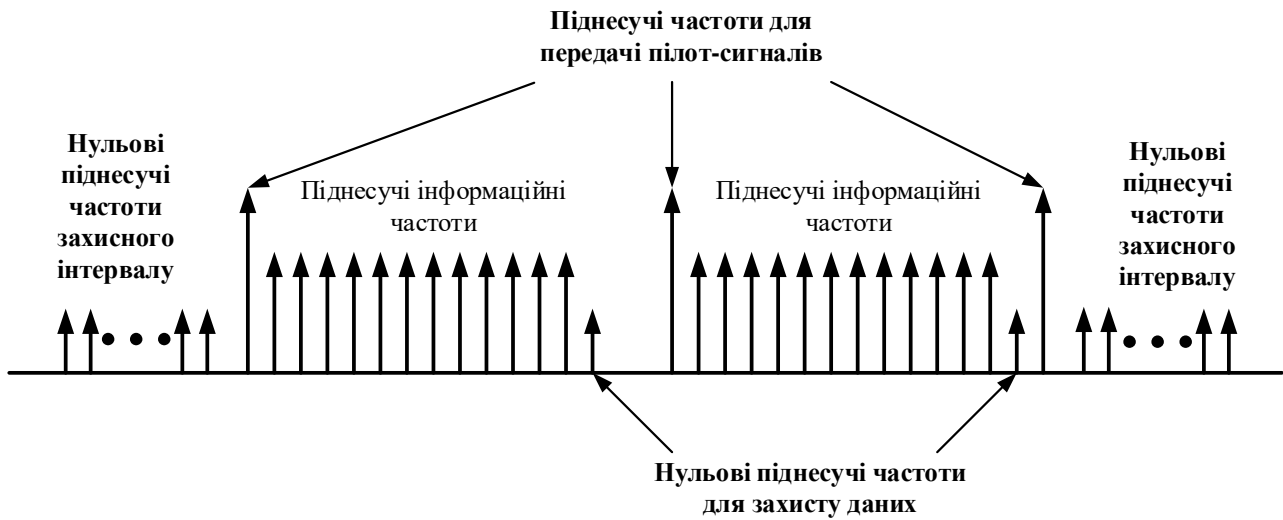 Піднесучі частоти для
передачі пілот-сигналів
Нульові
піднесучі
частоти
захисного
інтервалу
Піднесучі інформаційні
частоти
Піднесучі інформаційні
частоти
Нульові
піднесучі
частоти
захисного
інтервалу
Нульові піднесучі частоти
для захисту даних